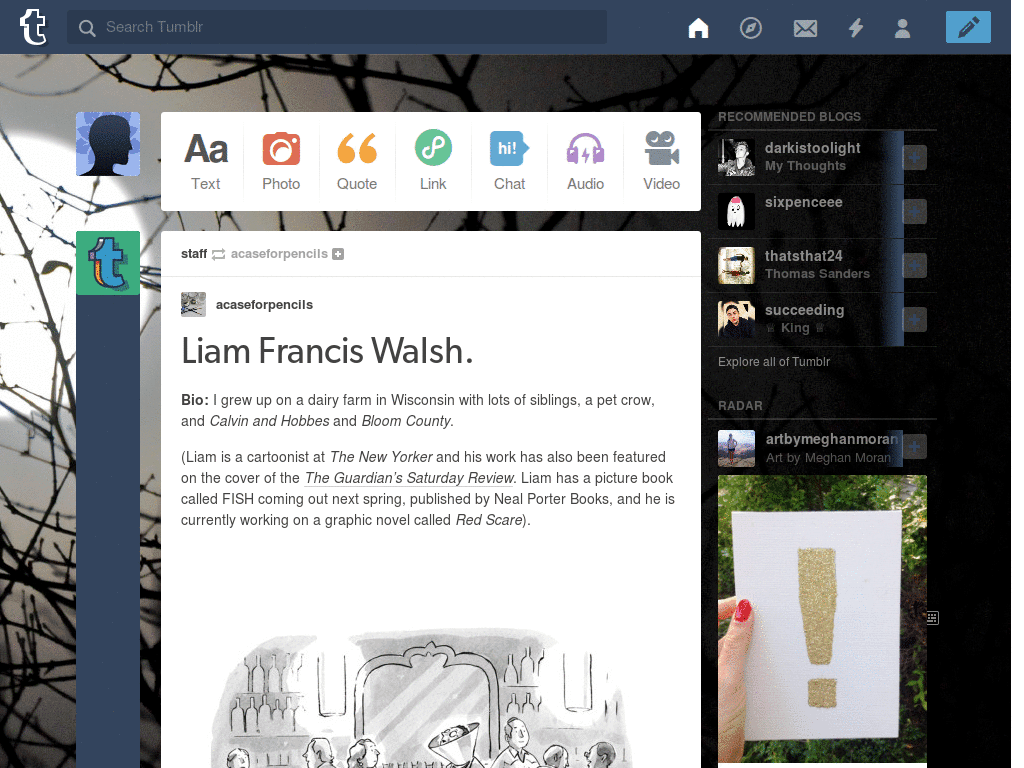 Search Tumblr
Aa
hi!
Text
Photo
Quote
Link
Chat
Audio
Video
staff acaseforpencils
acaseforpencils
Liam Francis Walsh.
Bio: I grew up on a dairy farm in Wisconsin with lots of siblings, a pet crow,
and Calvin and Hobbes and Bloom County.
(Liam is a cartoonist at The New Yorker and his work has also been featured
on the cover of the The Guardian’s Saturday Review. Liam has a picture book
called FISH coming out next spring, published by Neal Porter Books, and he is
currently working on a graphic novel called Red Scare).
RECOMMENDED BLOGS
darkistoolight
My Thoughts
sixpenceee
thatsthat24
Thomas Sanders
succeeding
♕ King ♕
Explore all of Tumblr
RADAR
artbymeghanmoran
Art by Meghan Moran
!